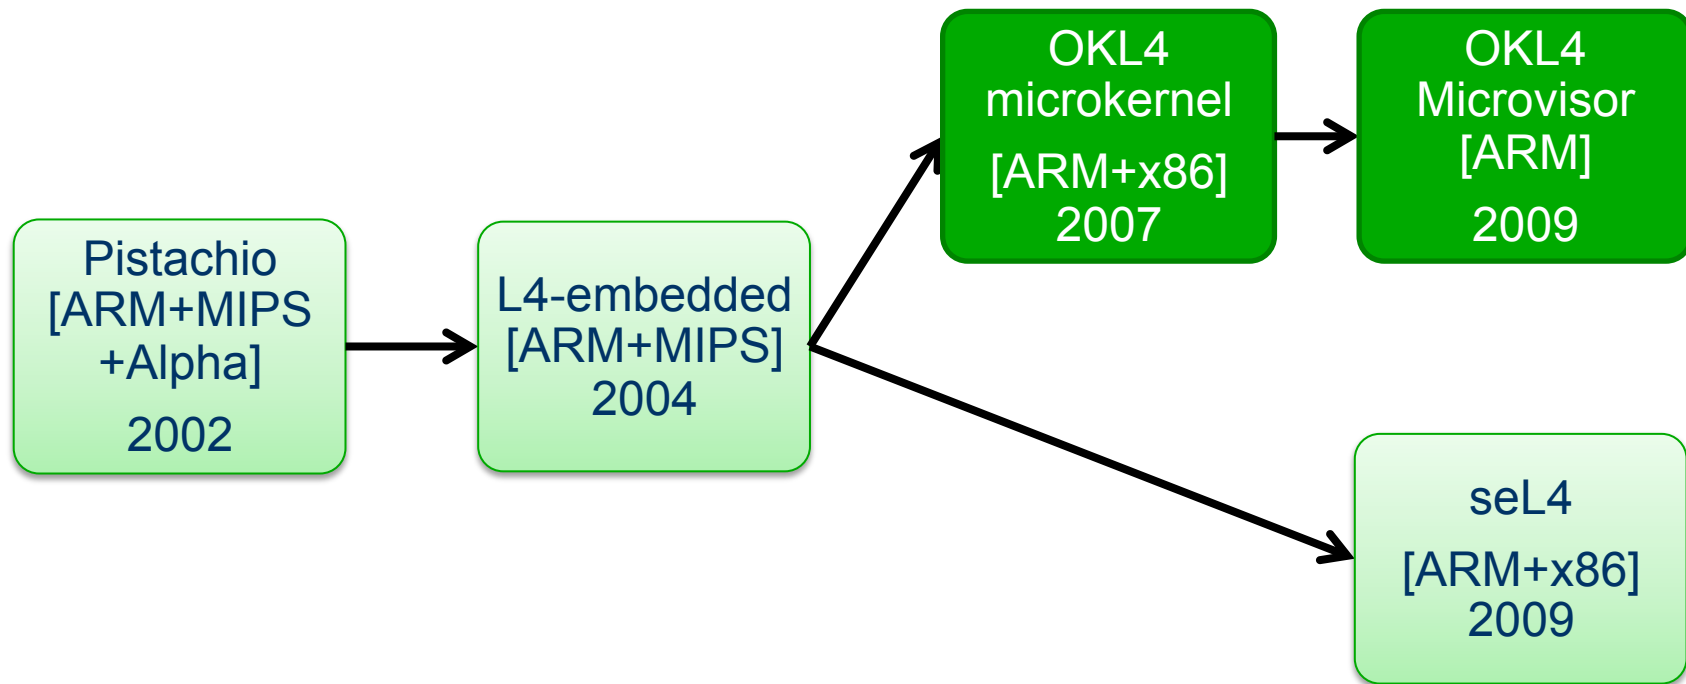 Pistachio
[ARM+MIPS
+Alpha]
2002
L4-embedded
[ARM+MIPS]
2004
OKL4
microkernel
[ARM+x86]
2007
OKL4
Microvisor
[ARM]
2009
seL4
[ARM+x86]
2009